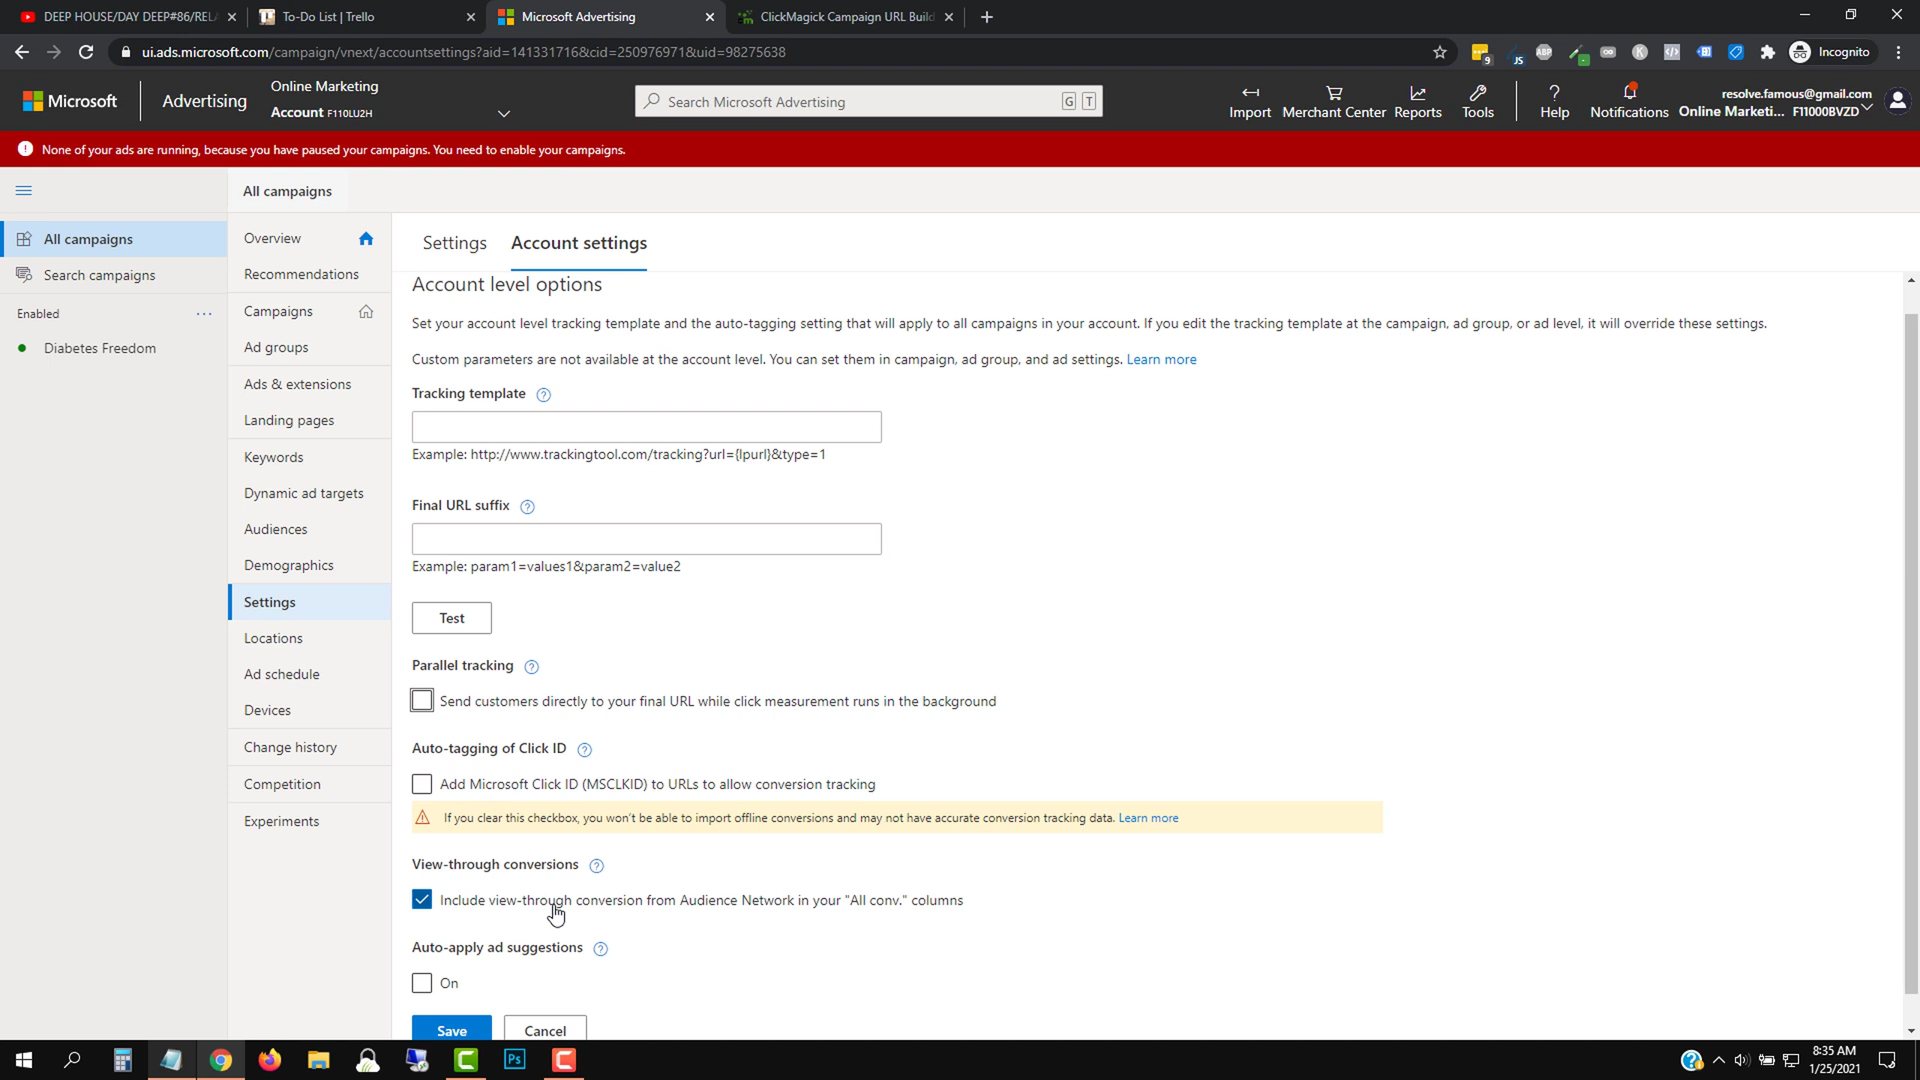 DEEP HOUSE/DAY DEEP#86/REL
To-Do List | Trello
Microsoft Advertising
ClickMagick Campaign URL Build
ui.ads.microsoft.com/campaign/vnext/accountsettings?aid=141331716&cid=250976971&uid=98275638
9
JS
ABP
K
Incognito
Microsoft
Advertising
Online Marketing
Account F110LU2H
Search Microsoft Advertising
G T
Import
Merchant Center
Reports
Tools
Help
Notifications
resolve.famous@gmail.com
Online Marketi... F11000BVZD
None of your ads are running, because you have paused your campaigns. You need to enable your campaigns.
All campaigns
All campaigns
Search campaigns
Enabled
...
Diabetes Freedom
Overview
Recommendations
Campaigns
Ad groups
Ads & extensions
Landing pages
Keywords
Dynamic ad targets
Audiences
Demographics
Settings
Locations
Ad schedule
Devices
Change history
Competition
Experiments
Settings
Account settings
Account level options
Set your account level tracking template and the auto-tagging setting that will apply to all campaigns in your account. If you edit the tracking template at the campaign, ad group, or ad level, it will override these settings.
Custom parameters are not available at the account level. You can set them in campaign, ad group, and ad settings. Learn more
Tracking template ?
Example: http://www.trackingtool.com/tracking?url={lpurl}&type=1
Final URL suffix ?
Example: param1=values1&param2=value2
Test
Parallel tracking ?
Send customers directly to your final URL while click measurement runs in the background
Auto-tagging of Click ID ?
Add Microsoft Click ID (MSCLKID) to URLs to allow conversion tracking
If you clear this checkbox, you won't be able to import offline conversions and may not have accurate conversion tracking data. Learn more
View-through conversions ?
Include view-through conversion from Audience Network in your "All conv." columns
Auto-apply ad suggestions ?
On
Save
Cancel
Ps
8:35 AM
1/25/2021